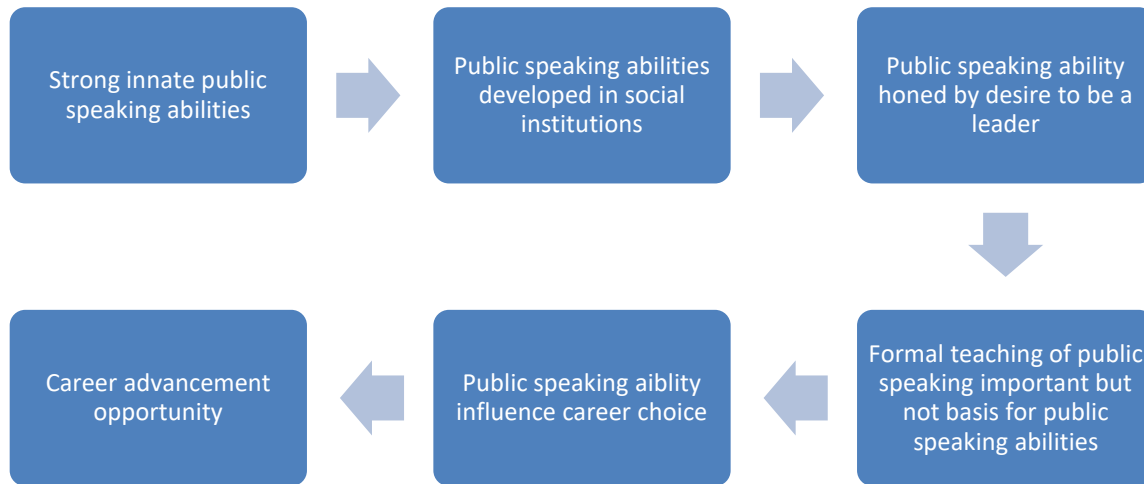 Strong innate public
speaking abilities
Public speaking abilities
developed in social
institutions
Public speaking ability
honed by desire to be a
leader
Formal teaching of public
speaking important but
not basis for public
speaking abilities
Public speaking aiblity
influence career choice
Career advancement
opportunity